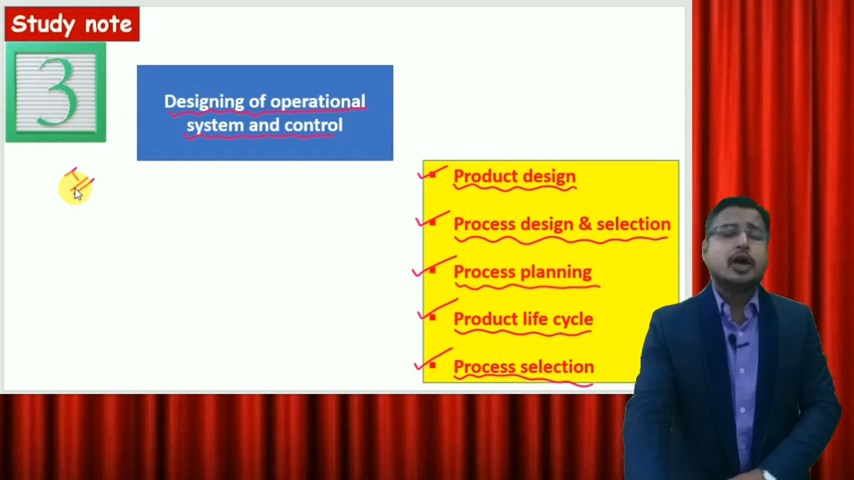 Study note
3
Designing of operational
system and control
Product design
Process design & selection
Process planning
Product life cycle
Process selection